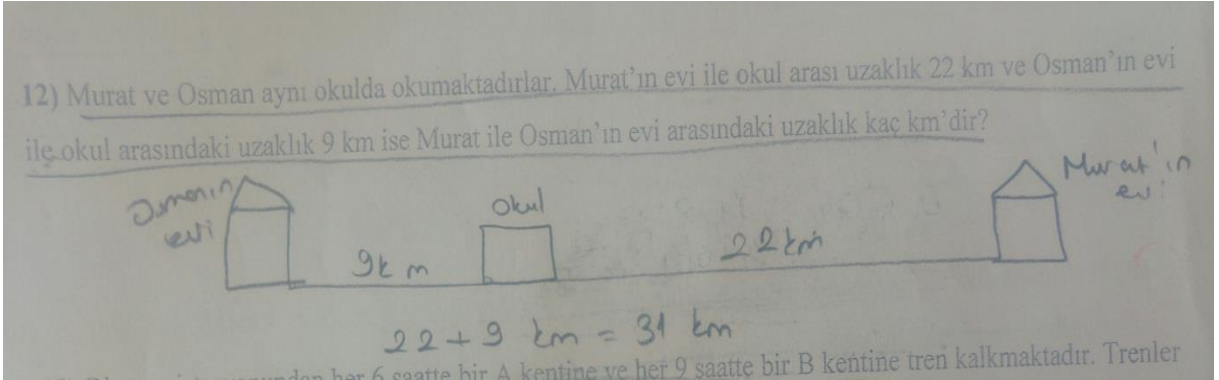 12) Murat ve Osman aynı okulda okumaktadırlar. Murat'ın evi ile okul arası uzaklık 22 km ve Osman'ın evi
ile okul arasındaki uzaklık 9 km ise Murat ile Osman'ın evi arasındaki uzaklık kaç km'dir?
Osmanın
evi
okul
Murat'ın
evi
9km
22km
22+9 km = 31 km
her 6 saatte bir A kentine ve her 9 saatte bir B kentine tren kalkmaktadır. Trenler